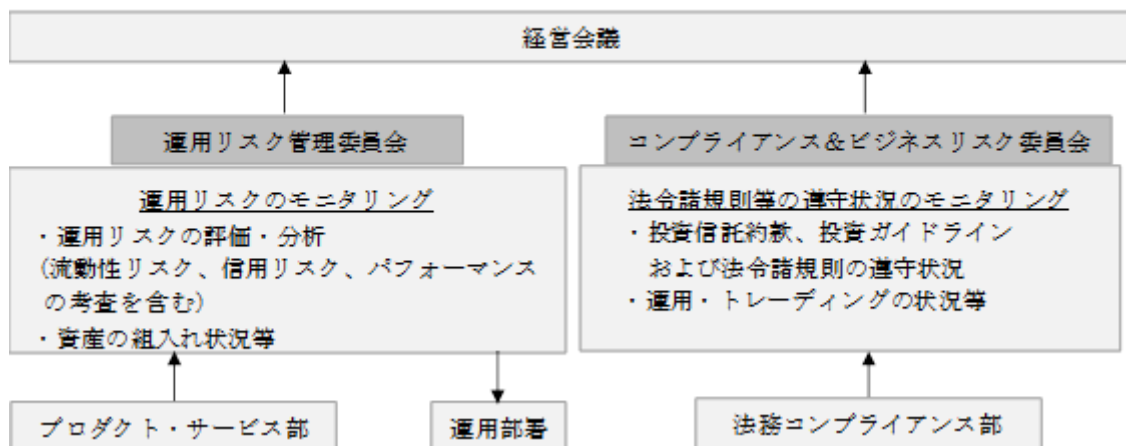 経営会議
運用リスク管理委員会
運用リスクのモニタリング
・運用リスクの評価・分析
(流動性リスク、信用リスク、パフォーマンス
の考査を含む)
・資産の組入れ状況等
プロダクト・サービス部
運用部署
コンプライアンス＆ビジネスリスク委員会
法令諸規則等の遵守状況のモニタリング
・投資信託約款、投資ガイドライン
および法令諸規則の遵守状況
・運用・トレーディングの状況等
法務コンプライアンス部